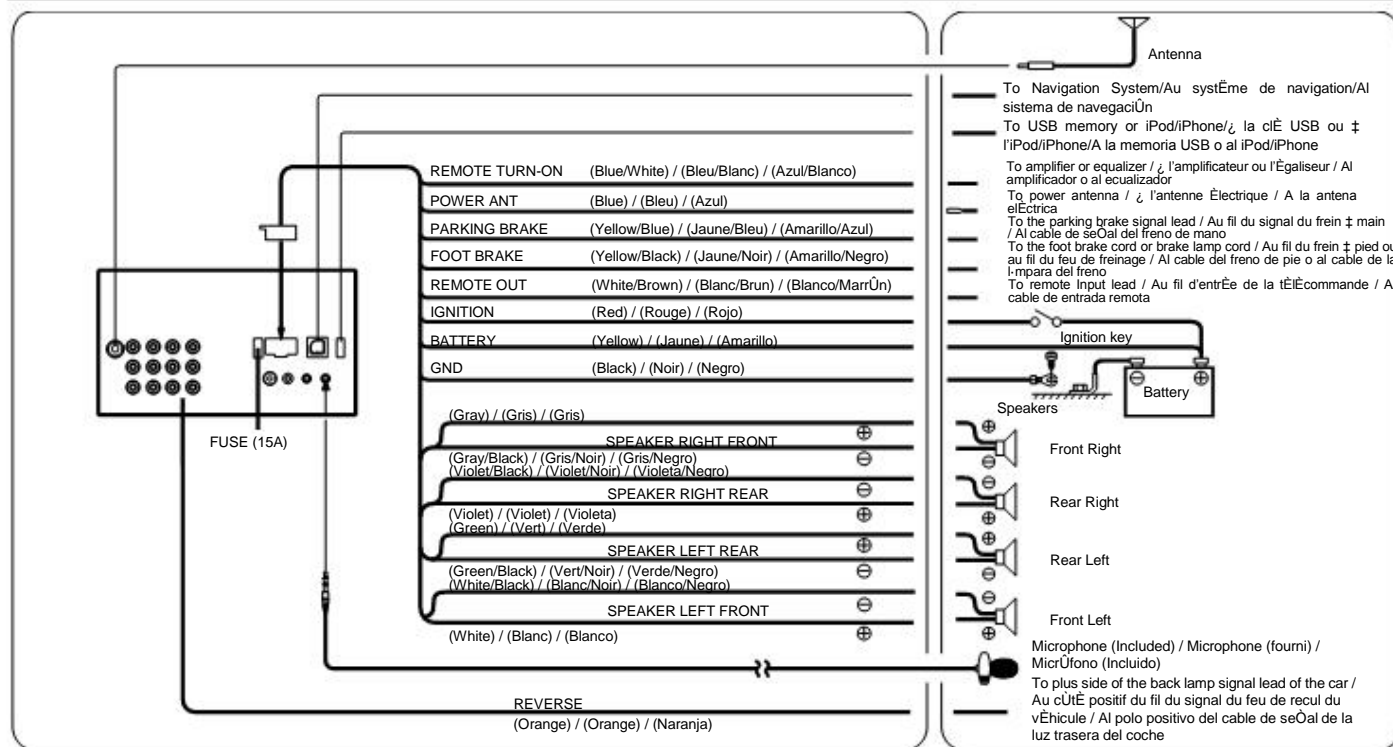 Antenna
To Navigation System/Au systËme de navigation/Al
sistema de navegaciÛn
To USB memory or iPod/iPhone/¿ la clÈ USB ou ‡
l'iPod/iPhone/A la memoria USB o al iPod/iPhone
REMOTE TURN-ON (Blue/White) / (Bleu/Blanc) / (Azul/Blanco)
To amplifier or equalizer / ¿ l'amplificateur ou l'Ègaliseur / Al
amplificador o al ecualizador
POWER ANT (Blue) / (Bleu) / (Azul)
To power antenna / ¿ l'antenne Èlectrique / A la antena
elÈctrica
PARKING BRAKE (Yellow/Blue) / (Jaune/Bleu) / (Amarillo/Azul)
To the parking brake signal lead / Au fil du signal du frein ‡ main
/ Al cable de seÒal del freno de mano
FOOT BRAKE (Yellow/Black) / (Jaune/Noir) / (Amarillo/Negro)
To the foot brake cord or brake lamp cord / Au fil du frein ‡ pied ou
au fil du feu de freinage / Al cable del freno de pie o al cable de la
l·mpara del freno
REMOTE OUT (White/Brown) / (Blanc/Brun) / (Blanco/MarrÛn)
To remote Input lead / Au fil d'entrÈe de la tÈlÈcommande / A
cable de entrada remota
IGNITION (Red) / (Rouge) / (Rojo)
Ignition key
BATTERY (Yellow) / (Jaune) / (Amarillo)
GND (Black) / (Noir) / (Negro)
Battery
FUSE (15A)
Speakers
(Gray) / (Gris) / (Gris)
SPEAKER RIGHT FRONT
Front Right
(Gray/Black) / (Gris/Noir) / (Gris/Negro)
(Violet/Black) / (Violet/Noir) / (Violeta/Negro)
SPEAKER RIGHT REAR
Rear Right
(Violet) / (Violet) / (Violeta)
(Green) / (Vert) / (Verde)
SPEAKER LEFT REAR
Rear Left
(Green/Black) / (Vert/Noir) / (Verde/Negro)
(White/Black) / (Blanc/Noir) / (Blanco/Negro)
SPEAKER LEFT FRONT
Front Left
(White) / (Blanc) / (Blanco)
Microphone (Included) / Microphone (fourni) /
MicrÛfono (Incluido)
REVERSE
(Orange) / (Orange) / (Naranja)
To plus side of the back lamp signal lead of the car /
Au cÙtÈ positif du fil du signal du feu de recul du
vÈhicule / Al polo positivo del cable de seÒal de la
luz trasera del coche